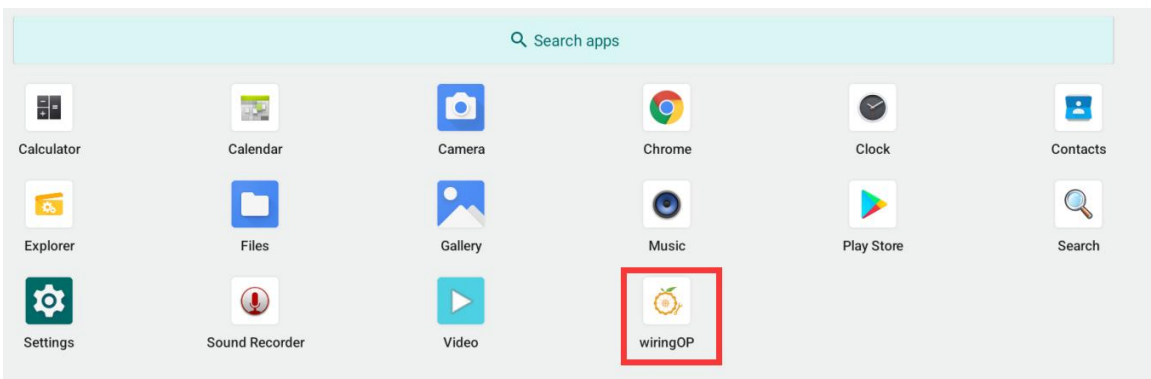 Search apps
Calculator
Calendar
Camera
Chrome
Clock
Contacts
Explorer
Files
Gallery
Music
Play Store
Search
Settings
Sound Recorder
Video
wiringOP